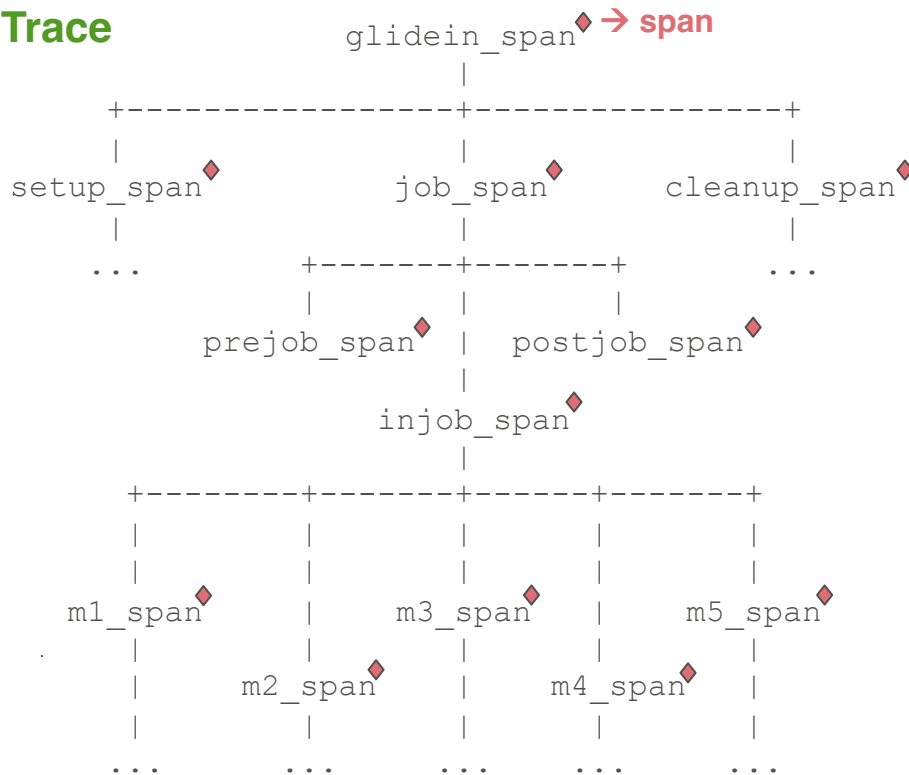 Trace
glidein_span → span
|
+-----------------+----------------+
| | |
setup_span job_span cleanup_span
| | |
... +-------+-------+ ...
| | |
prejob_span | postjob_span
|
injob_span
|
+--------+-------+------+-------+
| | | | |
| | | | |
m1_span | m3_span | m5_span
| | | | |
| m2_span | m4_span |
| | | | |
... ... ... ... ...